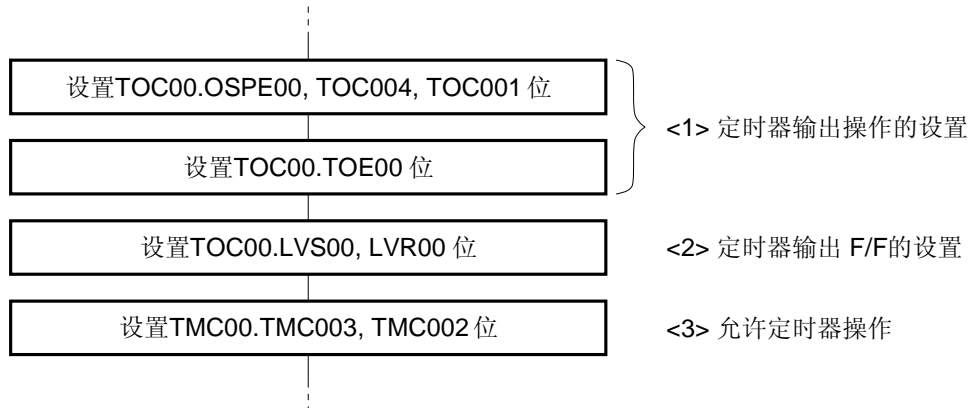 设置TOC00.OSPE00, TOC004, TOC001 位
<1> 定时器输出操作的设置
设置TOC00.TOE00 位
设置TOC00.LVS00, LVR00 位
<2> 定时器输出 F/F的设置
设置TMC00.TMC003, TMC002 位
<3> 允许定时器操作